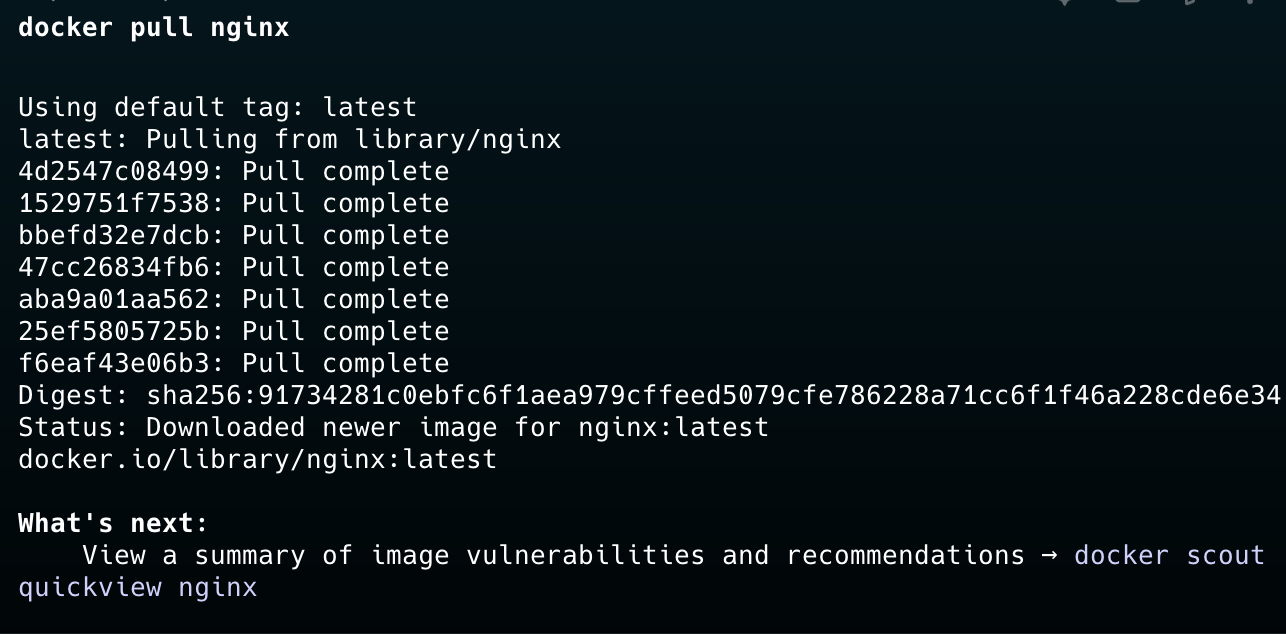 docker pull nginx
Using default tag: latest
latest: Pulling from library/nginx
4d2547c08499: Pull complete
1529751f7538: Pull complete
bbefd32e7dcb: Pull complete
47cc26834fb6: Pull complete
aba9a01aa562: Pull complete
25ef5805725b: Pull complete
f6eaf43e06b3: Pull complete
Digest: sha256:91734281c0ebfc6f1aea979cffeed5079cfe786228a71cc6f1f46a228cde6e34
Status: Downloaded newer image for nginx:latest
docker.io/library/nginx:latest
What's next:
View a summary of image vulnerabilities and recommendations → docker scout
quickview nginx